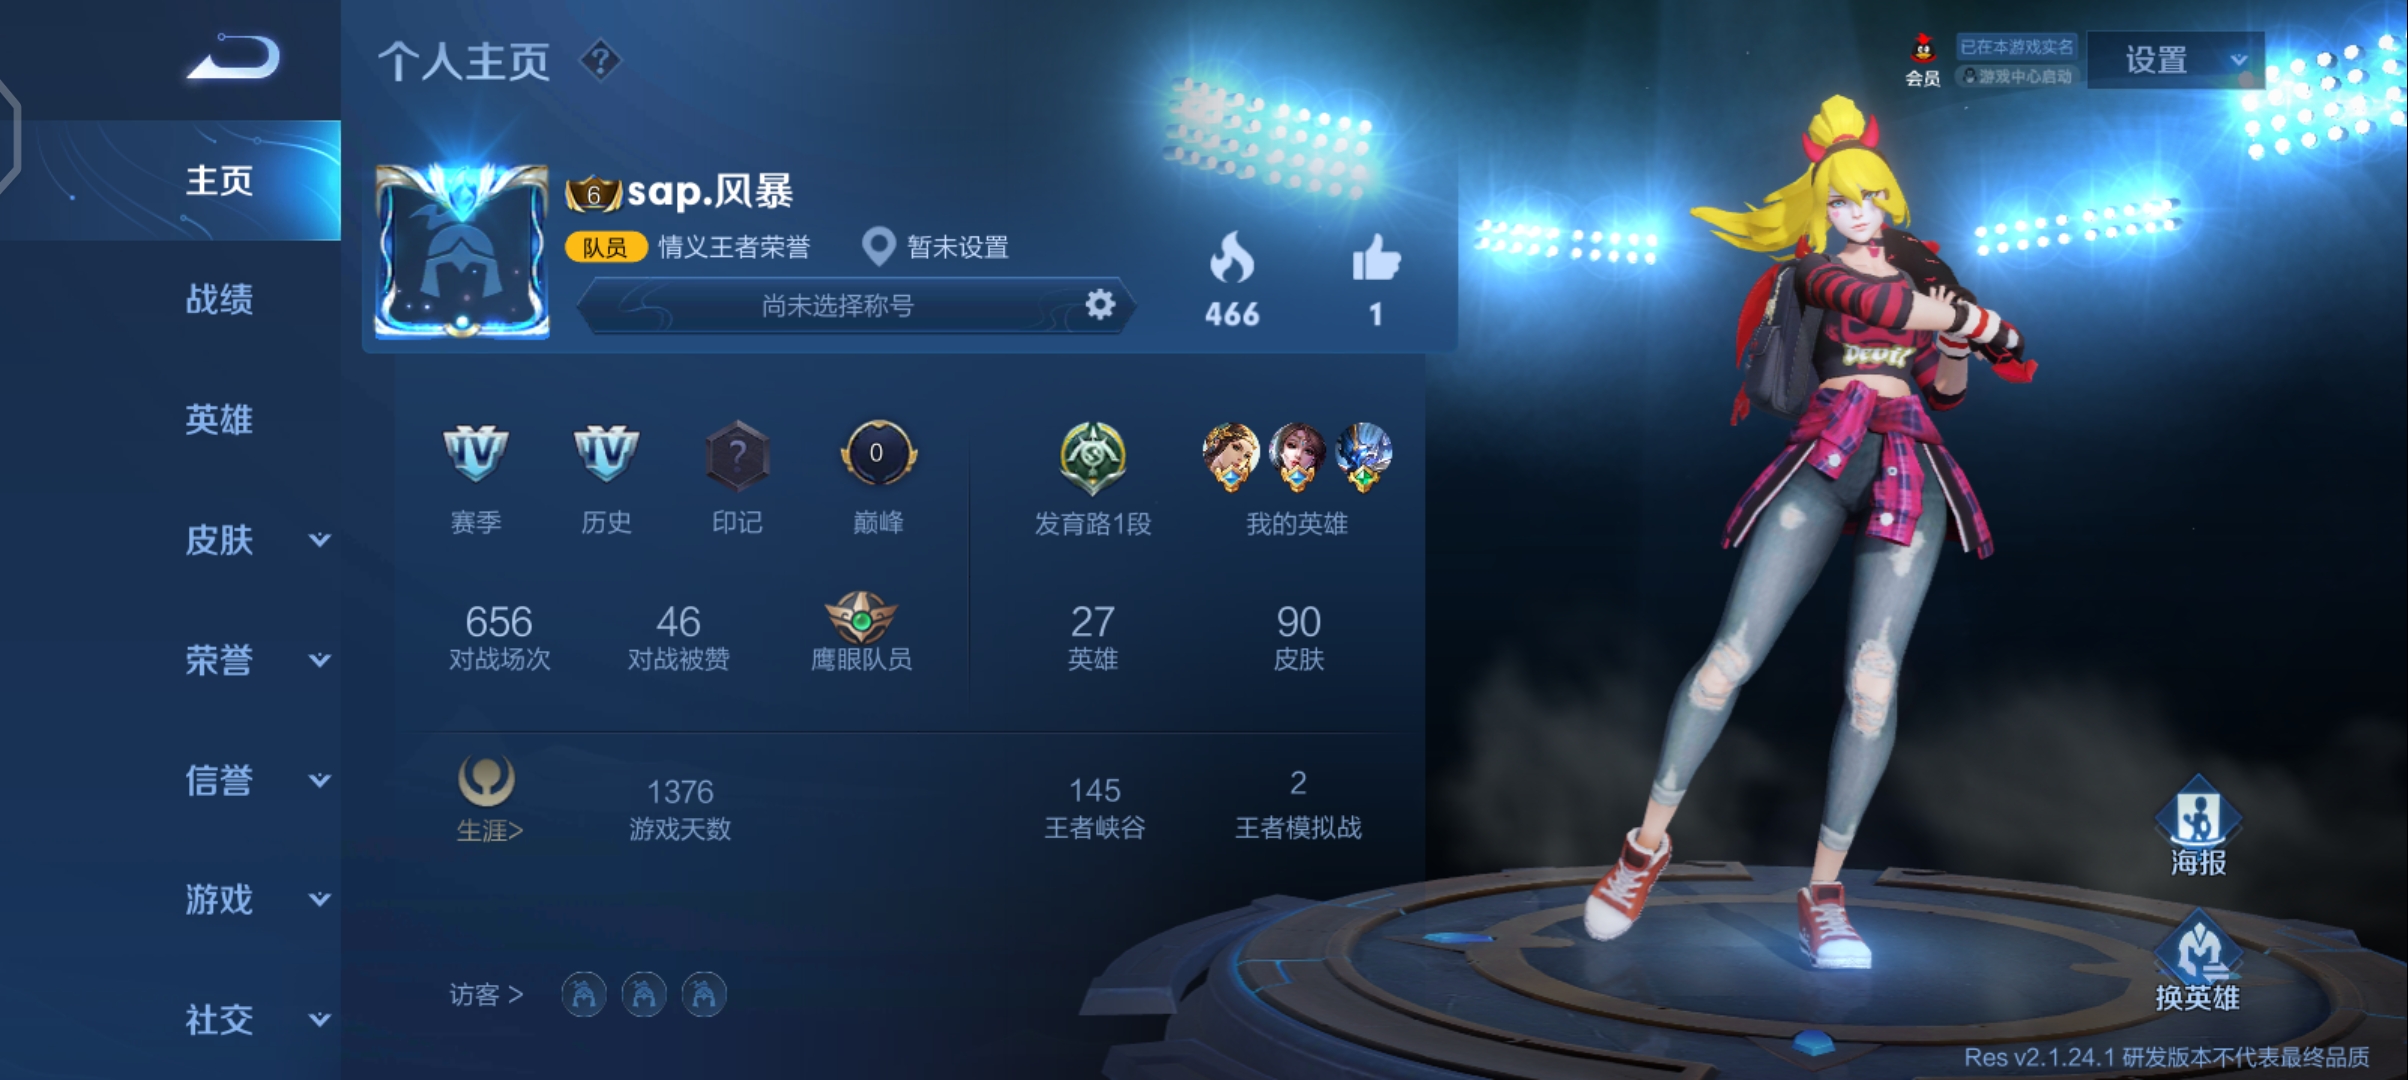 个人主页
会员
已在本游戏实名
游戏中心启动
设置
主页
战绩
英雄
皮肤
荣誉
信誉
游戏
社交
6
sap.风暴
队员 情义王者荣誉 暂未设置
尚未选择称号
466
1
IV
IV
?
0
赛季
历史
印记
巅峰
发育路1段
我的英雄
656
对战场次
46
对战被赞
鹰眼队员
27
英雄
90
皮肤
生涯>
1376
游戏天数
145
王者峡谷
2
王者模拟战
访客 >
Devil
海报
换英雄
Res v2.1.24.1 研发版本不代表最终品质